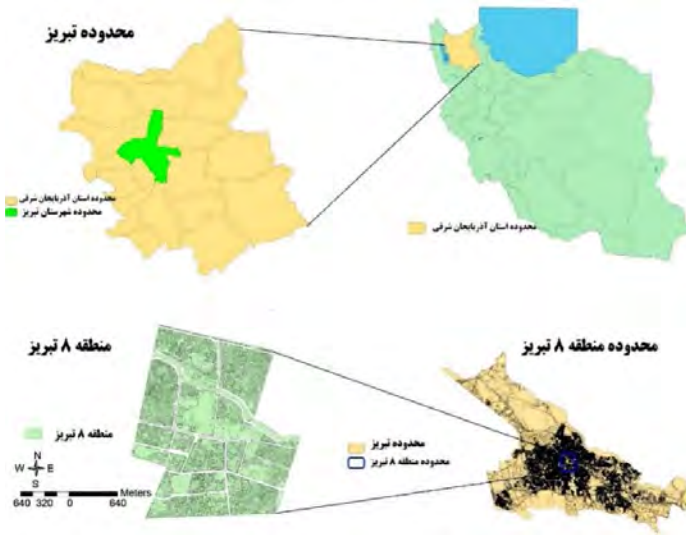 محدوده تبریز
محدوده استان آذربایجان شرقی
محدوده استان آذربایجان شرقی
محدوده شهرستان تبریز
محدوده منطقه ۸ تبریز
منطقه ۸ تبریز
محدوده تبریز
محدوده منطقه ۸ تبریز
منطقه ۸ تبریز
N
W E
S
Meters
640 320 0 640